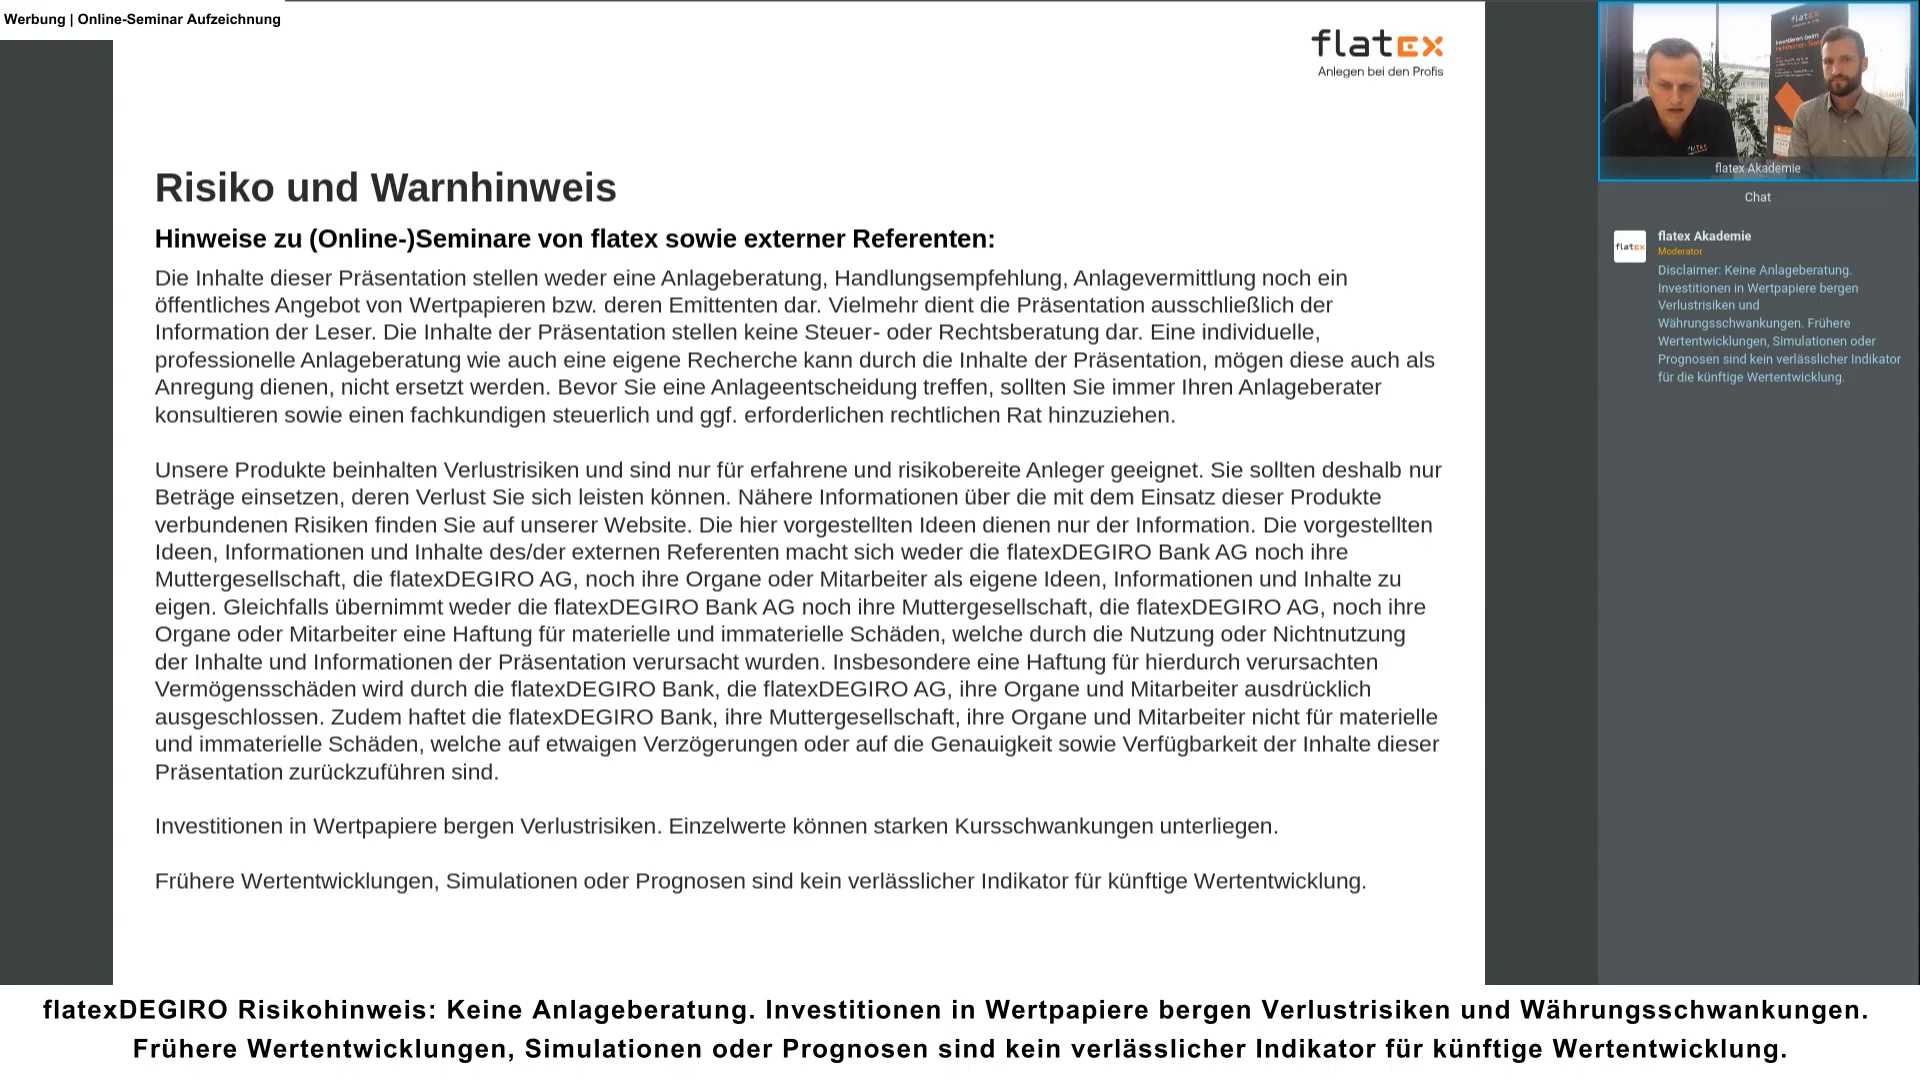 Werbung | Online-Seminar Aufzeichnung
flatex
Anlegen bei den Profis
Risiko und Warnhinweis
Hinweise zu (Online-)Seminare von flatex sowie externer Referenten:
Die Inhalte dieser Präsentation stellen weder eine Anlageberatung, Handlungsempfehlung, Anlagevermittlung noch ein
öffentliches Angebot von Wertpapieren bzw. deren Emittenten dar. Vielmehr dient die Präsentation ausschließlich der
Information der Leser. Die Inhalte der Präsentation stellen keine Steuer- oder Rechtsberatung dar. Eine individuelle,
professionelle Anlageberatung wie auch eine eigene Recherche kann durch die Inhalte der Präsentation, mögen diese auch als
Anregung dienen, nicht ersetzt werden. Bevor Sie eine Anlageentscheidung treffen, sollten Sie immer Ihren Anlageberater
konsultieren sowie einen fachkundigen steuerlich und ggf. erforderlichen rechtlichen Rat hinzuziehen.
Unsere Produkte beinhalten Verlustrisiken und sind nur für erfahrene und risikobereite Anleger geeignet. Sie sollten deshalb nur
Beträge einsetzen, deren Verlust Sie sich leisten können. Nähere Informationen über die mit dem Einsatz dieser Produkte
verbundenen Risiken finden Sie auf unserer Website. Die hier vorgestellten Ideen dienen nur der Information. Die vorgestellten
Ideen, Informationen und Inhalte des/der externen Referenten macht sich weder die flatexDEGIRO Bank AG noch ihre
Muttergesellschaft, die flatexDEGIRO AG, noch ihre Organe oder Mitarbeiter als eigene Ideen, Informationen und Inhalte zu
eigen. Gleichfalls übernimmt weder die flatexDEGIRO Bank AG noch ihre Muttergesellschaft, die flatexDEGIRO AG, noch ihre
Organe oder Mitarbeiter eine Haftung für materielle und immaterielle Schäden, welche durch die Nutzung oder Nichtnutzung
der Inhalte und Informationen der Präsentation verursacht wurden. Insbesondere eine Haftung für hierdurch verursachten
Vermögensschäden wird durch die flatexDEGIRO Bank, die flatexDEGIRO AG, ihre Organe und Mitarbeiter ausdrücklich
ausgeschlossen. Zudem haftet die flatexDEGIRO Bank, ihre Muttergesellschaft, ihre Organe und Mitarbeiter nicht für materielle
und immaterielle Schäden, welche auf etwaigen Verzögerungen oder auf die Genauigkeit sowie Verfügbarkeit der Inhalte dieser
Präsentation zurückzuführen sind.
Investitionen in Wertpapiere bergen Verlustrisiken. Einzelwerte können starken Kursschwankungen unterliegen.
Frühere Wertentwicklungen, Simulationen oder Prognosen sind kein verlässlicher Indikator für künftige Wertentwicklung.
flatex
flatex
flatex Akademie
Chat
flatex
flatex Akademie
Moderator
Disclaimer: Keine Anlageberatung.
Investitionen in Wertpapiere bergen
Verlustrisiken und
Währungsschwankungen. Frühere
Wertentwicklungen, Simulationen oder
Prognosen sind kein verlässlicher Indikator
für die künftige Wertentwicklung.
flatexDEGIRO Risikohinweis: Keine Anlageberatung. Investitionen in Wertpapiere bergen Verlustrisiken und Währungsschwankungen.
Frühere Wertentwicklungen, Simulationen oder Prognosen sind kein verlässlicher Indikator für künftige Wertentwicklung.